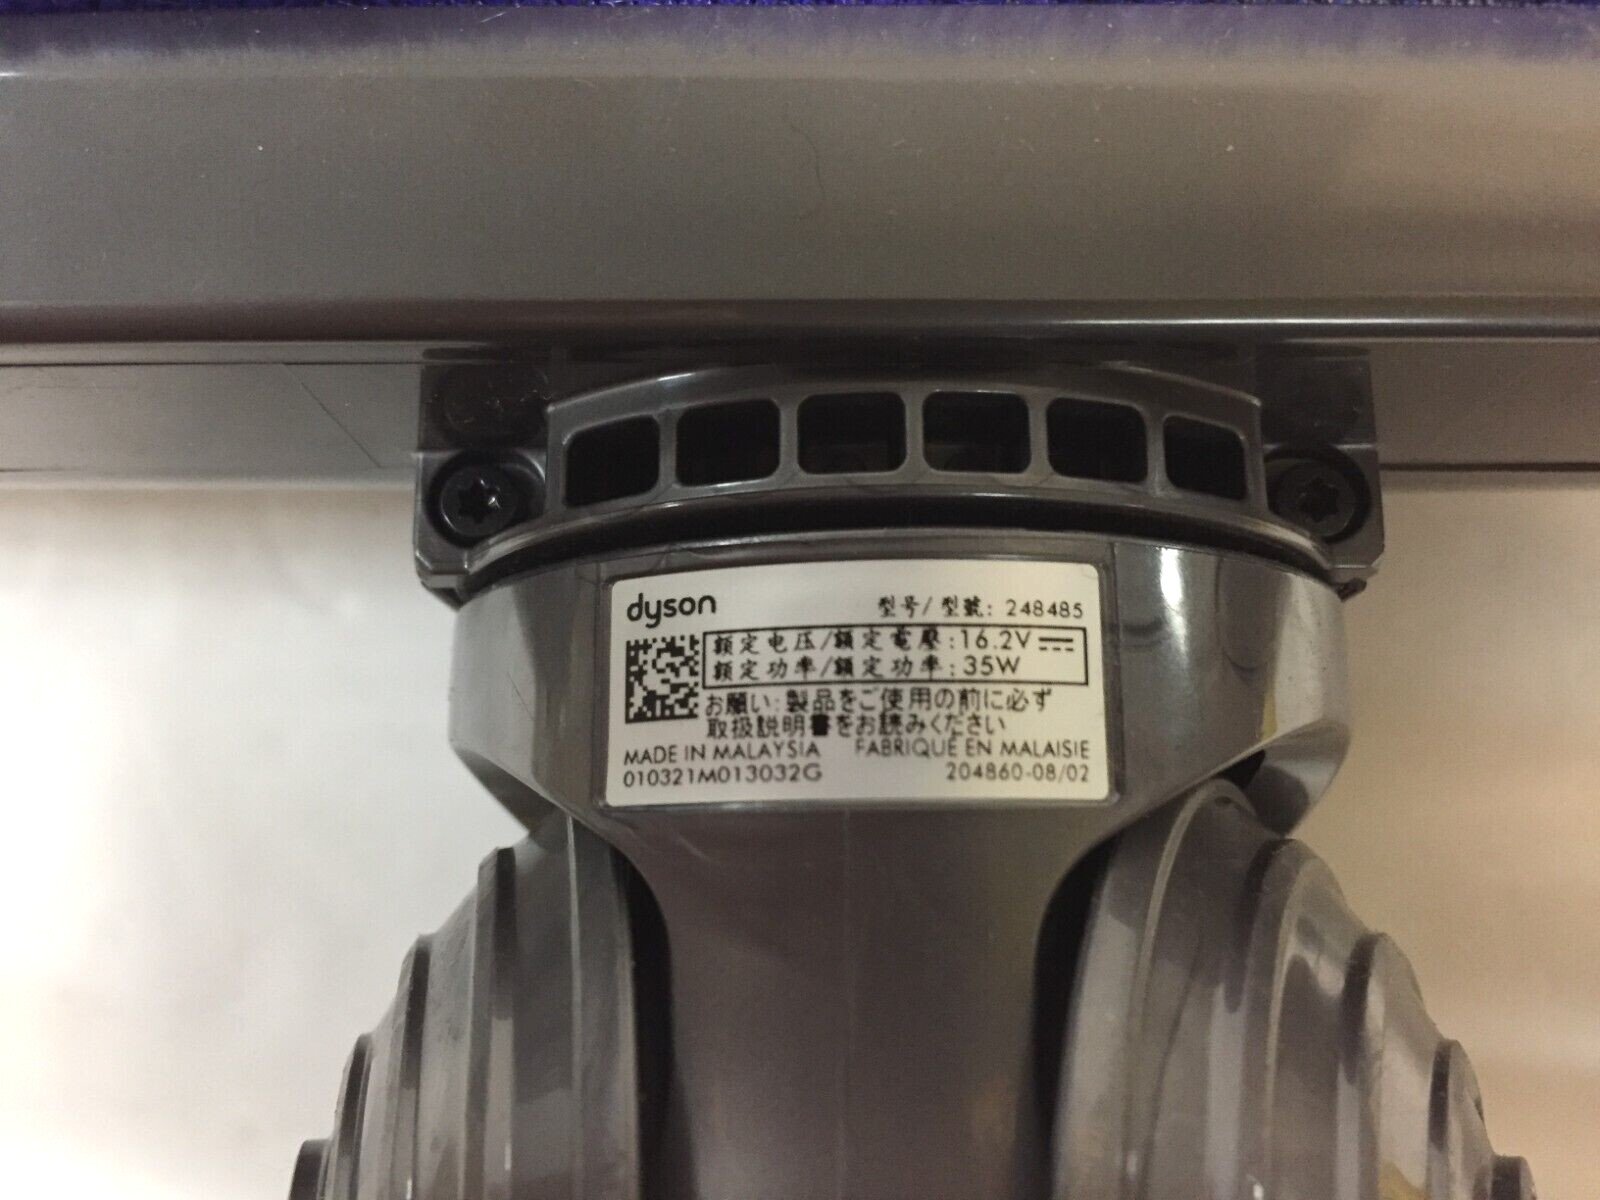 dyson 型号/型號: 248485
额定电压/額定電壓:16.2V
额定功率/額定功率:35W
お願い:製品をご使用の前に必ず
取扱説明書をお読みください
MADE IN MALAYSIA FABRIQUÉ EN MALAISIE
010321M013032G 204860-08/02